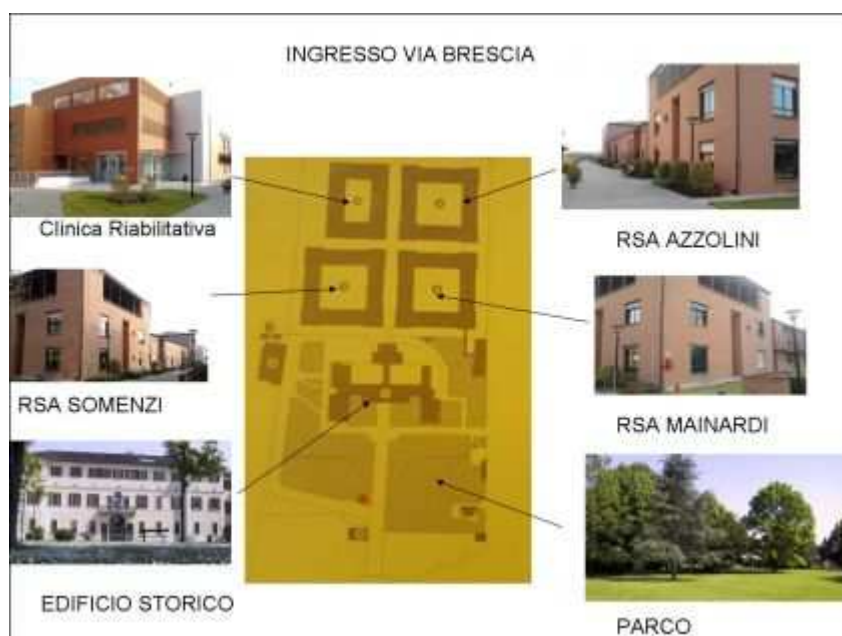 INGRESSO VIA BRESCIA
Clinica Riabilitativa
RSA AZZOLINI
RSA SOMENZI
RSA MAINARDI
EDIFICIO STORICO
PARCO